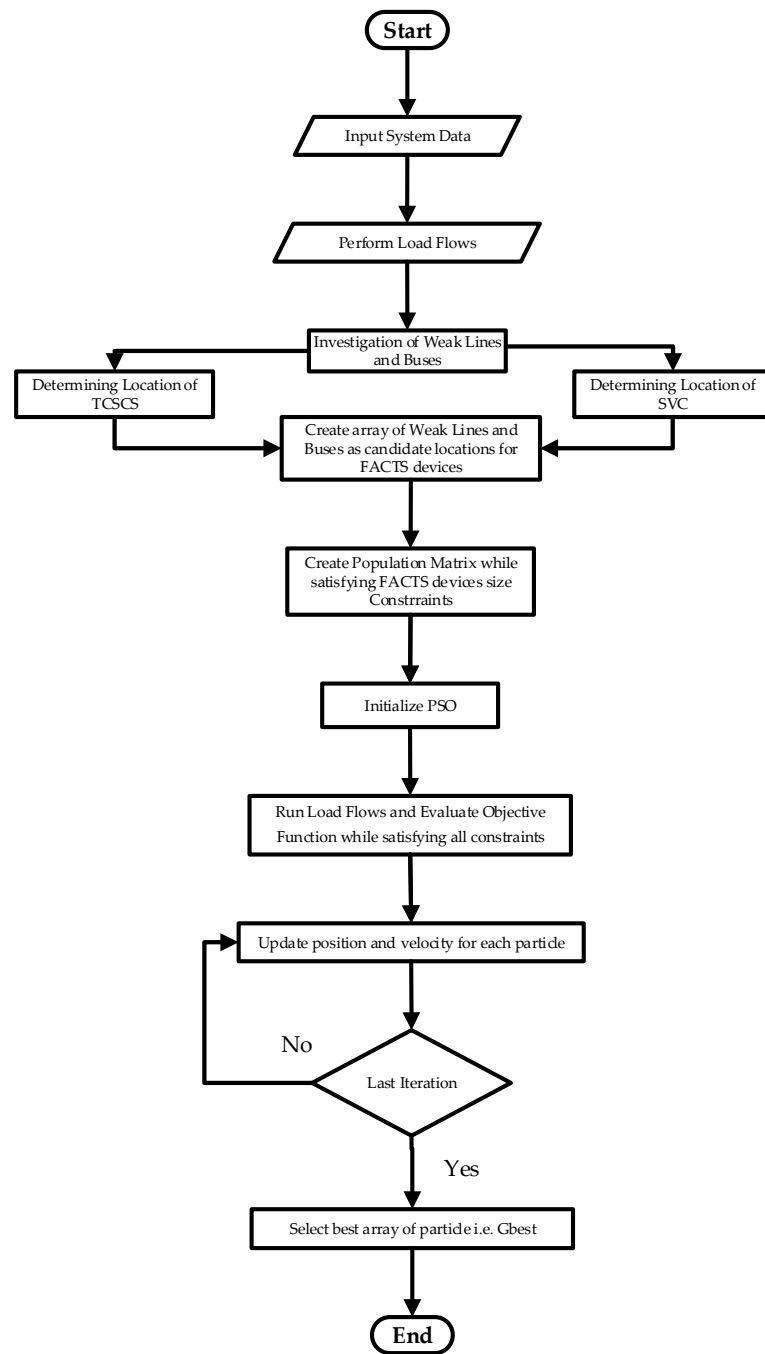 Start
Input System Data
Perform Load Flows
Investigation of Weak Lines
and Buses
Determining Location of
TCSCS
Determining Location of
SVC
Create array of Weak Lines and
Buses as candidate locations for
FACTS devices
Create Population Matrix while
satisfying FACTS devices size
Constrraints
Initialize PSO
Run Load Flows and Evaluate Objective
Function while satisfying all constraints
Update position and velocity for each particle
No
Last Iteration
Yes
Select best array of particle i.e. Gbest
End